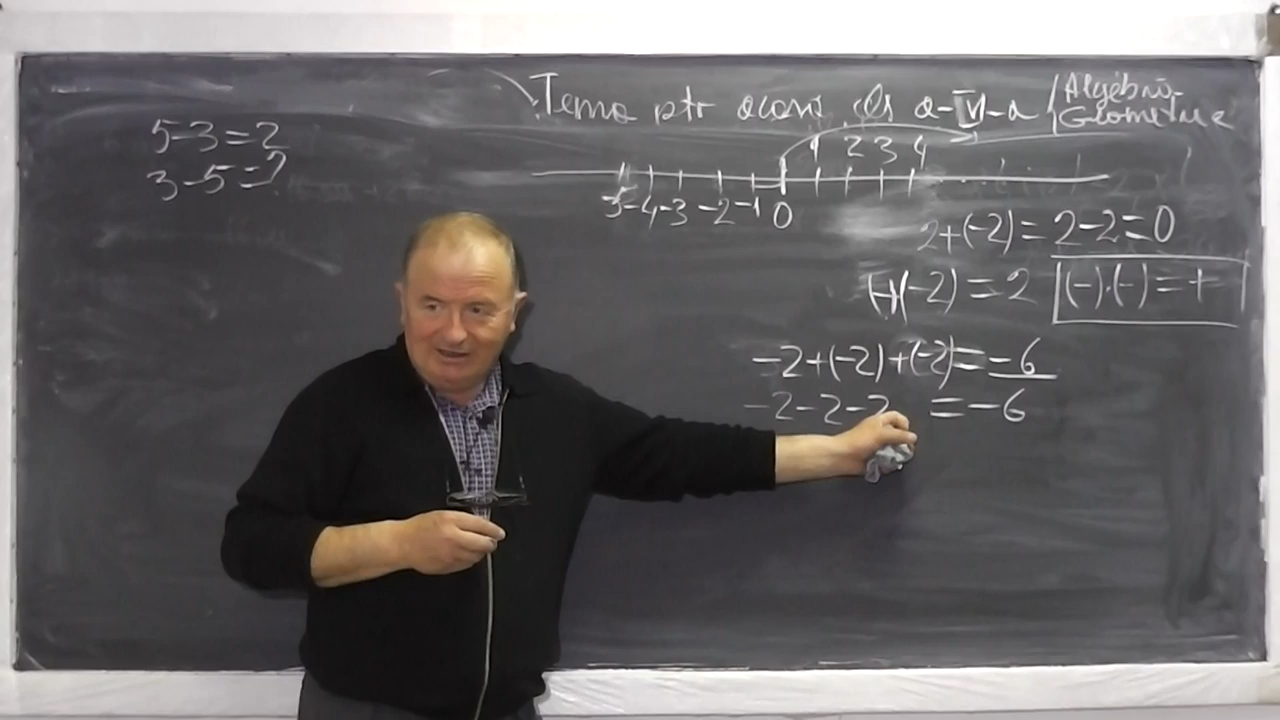 5-3=2
3-5=?
Tema ptr acasă cls a-VI-a
Algebră
Geometrie
1 2 3 4
-5 -4 -3 -2 -1 0
2+(-2)=2-2=0
(-)(-2)=2 (-)·(-)=+
-2+(-2)+(-2)=-6
-2-2-2 =-6